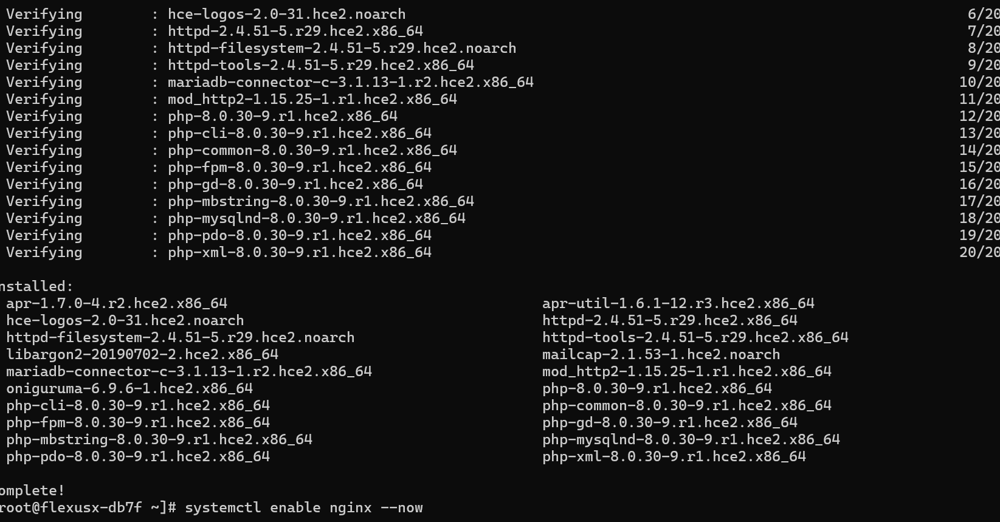 Verifying : hce-logos-2.0-31.hce2.noarch 6/20
Verifying : httpd-2.4.51-5.r29.hce2.x86_64 7/20
Verifying : httpd-filesystem-2.4.51-5.r29.hce2.noarch 8/20
Verifying : httpd-tools-2.4.51-5.r29.hce2.x86_64 9/20
Verifying : mariadb-connector-c-3.1.13-1.r2.hce2.x86_64 10/20
Verifying : mod_http2-1.15.25-1.r1.hce2.x86_64 11/20
Verifying : php-8.0.30-9.r1.hce2.x86_64 12/20
Verifying : php-cli-8.0.30-9.r1.hce2.x86_64 13/20
Verifying : php-common-8.0.30-9.r1.hce2.x86_64 14/20
Verifying : php-fpm-8.0.30-9.r1.hce2.x86_64 15/20
Verifying : php-gd-8.0.30-9.r1.hce2.x86_64 16/20
Verifying : php-mbstring-8.0.30-9.r1.hce2.x86_64 17/20
Verifying : php-mysqlnd-8.0.30-9.r1.hce2.x86_64 18/20
Verifying : php-pdo-8.0.30-9.r1.hce2.x86_64 19/20
Verifying : php-xml-8.0.30-9.r1.hce2.x86_64 20/20
nstalled:
apr-1.7.0-4.r2.hce2.x86_64 apr-util-1.6.1-12.r3.hce2.x86_64
hce-logos-2.0-31.hce2.noarch httpd-2.4.51-5.r29.hce2.x86_64
httpd-filesystem-2.4.51-5.r29.hce2.noarch httpd-tools-2.4.51-5.r29.hce2.x86_64
libargon2-20190702-2.hce2.x86_64 mailcap-2.1.53-1.hce2.noarch
mariadb-connector-c-3.1.13-1.r2.hce2.x86_64 mod_http2-1.15.25-1.r1.hce2.x86_64
oniguruma-6.9.6-1.hce2.x86_64 php-8.0.30-9.r1.hce2.x86_64
php-cli-8.0.30-9.r1.hce2.x86_64 php-common-8.0.30-9.r1.hce2.x86_64
php-fpm-8.0.30-9.r1.hce2.x86_64 php-gd-8.0.30-9.r1.hce2.x86_64
php-mbstring-8.0.30-9.r1.hce2.x86_64 php-mysqlnd-8.0.30-9.r1.hce2.x86_64
php-pdo-8.0.30-9.r1.hce2.x86_64 php-xml-8.0.30-9.r1.hce2.x86_64
omplete!
root@flexusx-db7f ~]# systemctl enable nginx --now